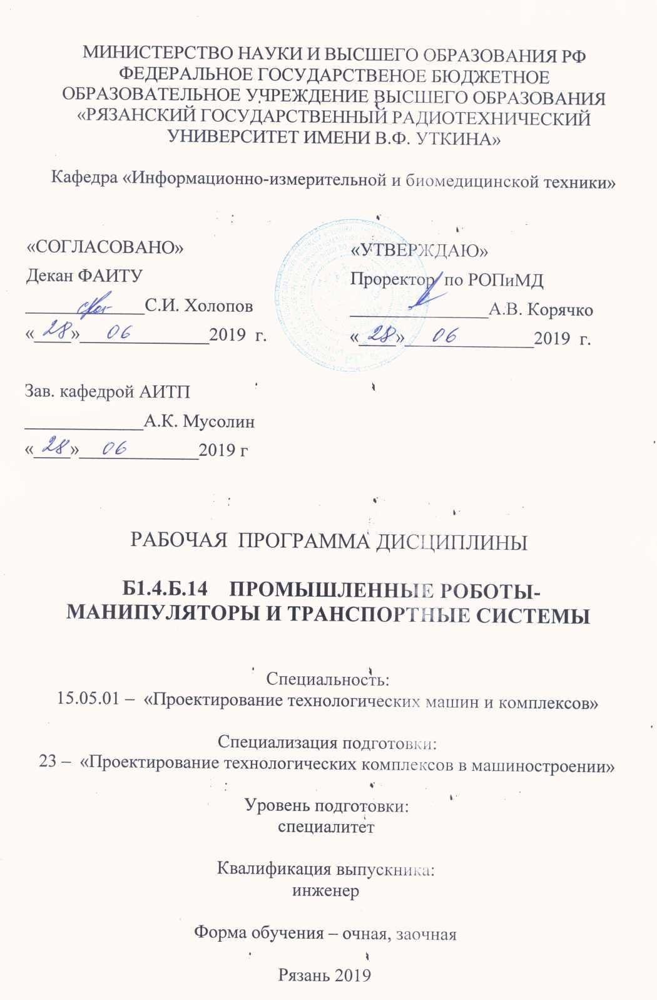 МИНИСТЕРСТВО НАУКИ И ВЫСШЕГО ОБРАЗОВАНИЯ РФ
ФЕДЕРАЛЬНОЕ ГОСУДАРСТВЕНОЕ БЮДЖЕТНОЕ
ОБРАЗОВАТЕЛЬНОЕ УЧРЕЖДЕНИЕ ВЫСШЕГО ОБРАЗОВАНИЯ
«РЯЗАНСКИЙ ГОСУДАРСТВЕННЫЙ РАДИОТЕХНИЧЕСКИЙ
УНИВЕРСИТЕТ ИМЕНИ В.Ф. УТКИНА»
Кафедра «Информационно-измерительной и биомедицинской техники»
«СОГЛАСОВАНО»
Декан ФАИТУ
_____________С.И. Холопов
«28» 06 2019 г.
«УТВЕРЖДАЮ»
Проректор по РОПиМД
_______________А.В. Корячко
«28» 06 2019 г.
Зав. кафедрой АИТП
_____________А.К. Мусолин
«28» 06 2019 г
РАБОЧАЯ ПРОГРАММА ДИСЦИПЛИНЫ
Б1.4.Б.14 ПРОМЫШЛЕННЫЕ РОБОТЫ-
МАНИПУЛЯТОРЫ И ТРАНСПОРТНЫЕ СИСТЕМЫ
Специальность:
15.05.01 – «Проектирование технологических машин и комплексов»
Специализация подготовки:
23 – «Проектирование технологических комплексов в машиностроении»
Уровень подготовки:
специалитет
Квалификация выпускника:
инженер
Форма обучения – очная, заочная
Рязань 2019